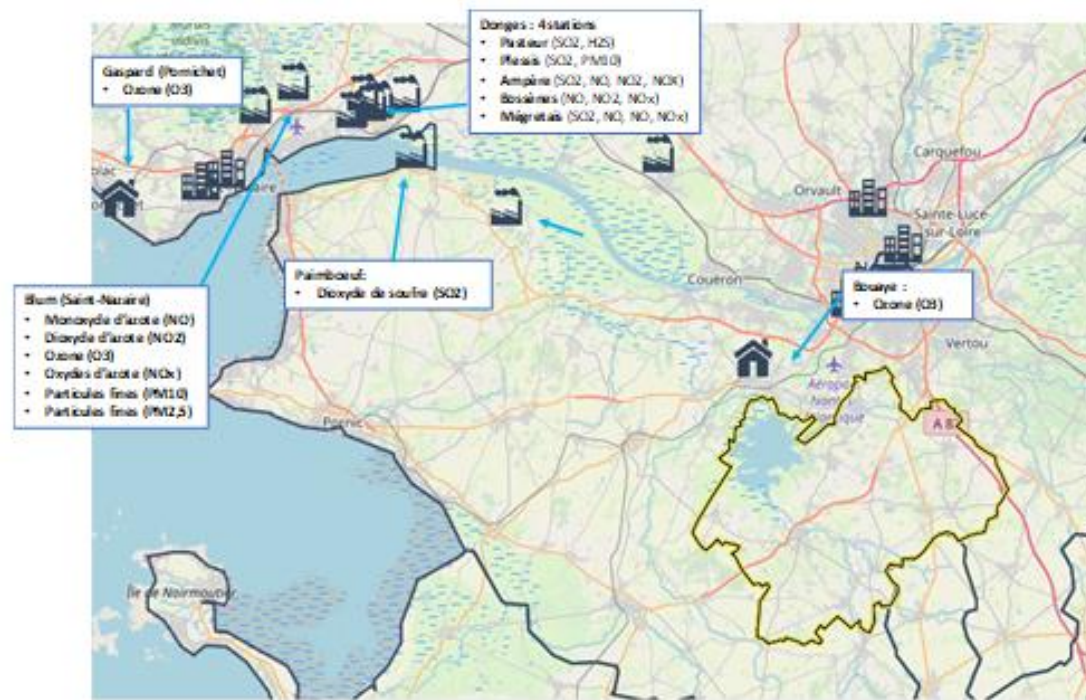 Donges : 4 stations
• Pasteur (SO2, H2S)
• Plessis (SO2, PM10)
• Ampère (SO2, NO, NO2, NOX)
• Bossènes (NO, NO2, NOx)
• Mégretais (SO2, NO, NO, NOx)
Gaspard (Pornichet)
• Ozone (O3)
Carquefou
Orvault
Sainte-Luce
-sur-Loire
Paimboeuf:
• Dioxyde de soufre (SO2)
Couëron
Bouaye :
• Ozone (O3)
Blum (Saint-Nazaire)
• Monoxyde d'azote (NO)
• Dioxyde d'azote (NO2)
• Ozone (O3)
• Oxydes d'azote (NOx)
• Particules fines (PM10)
• Particules fines (PM2,5)
Vertou
Pornic
A 8
Île de Noirmoutier